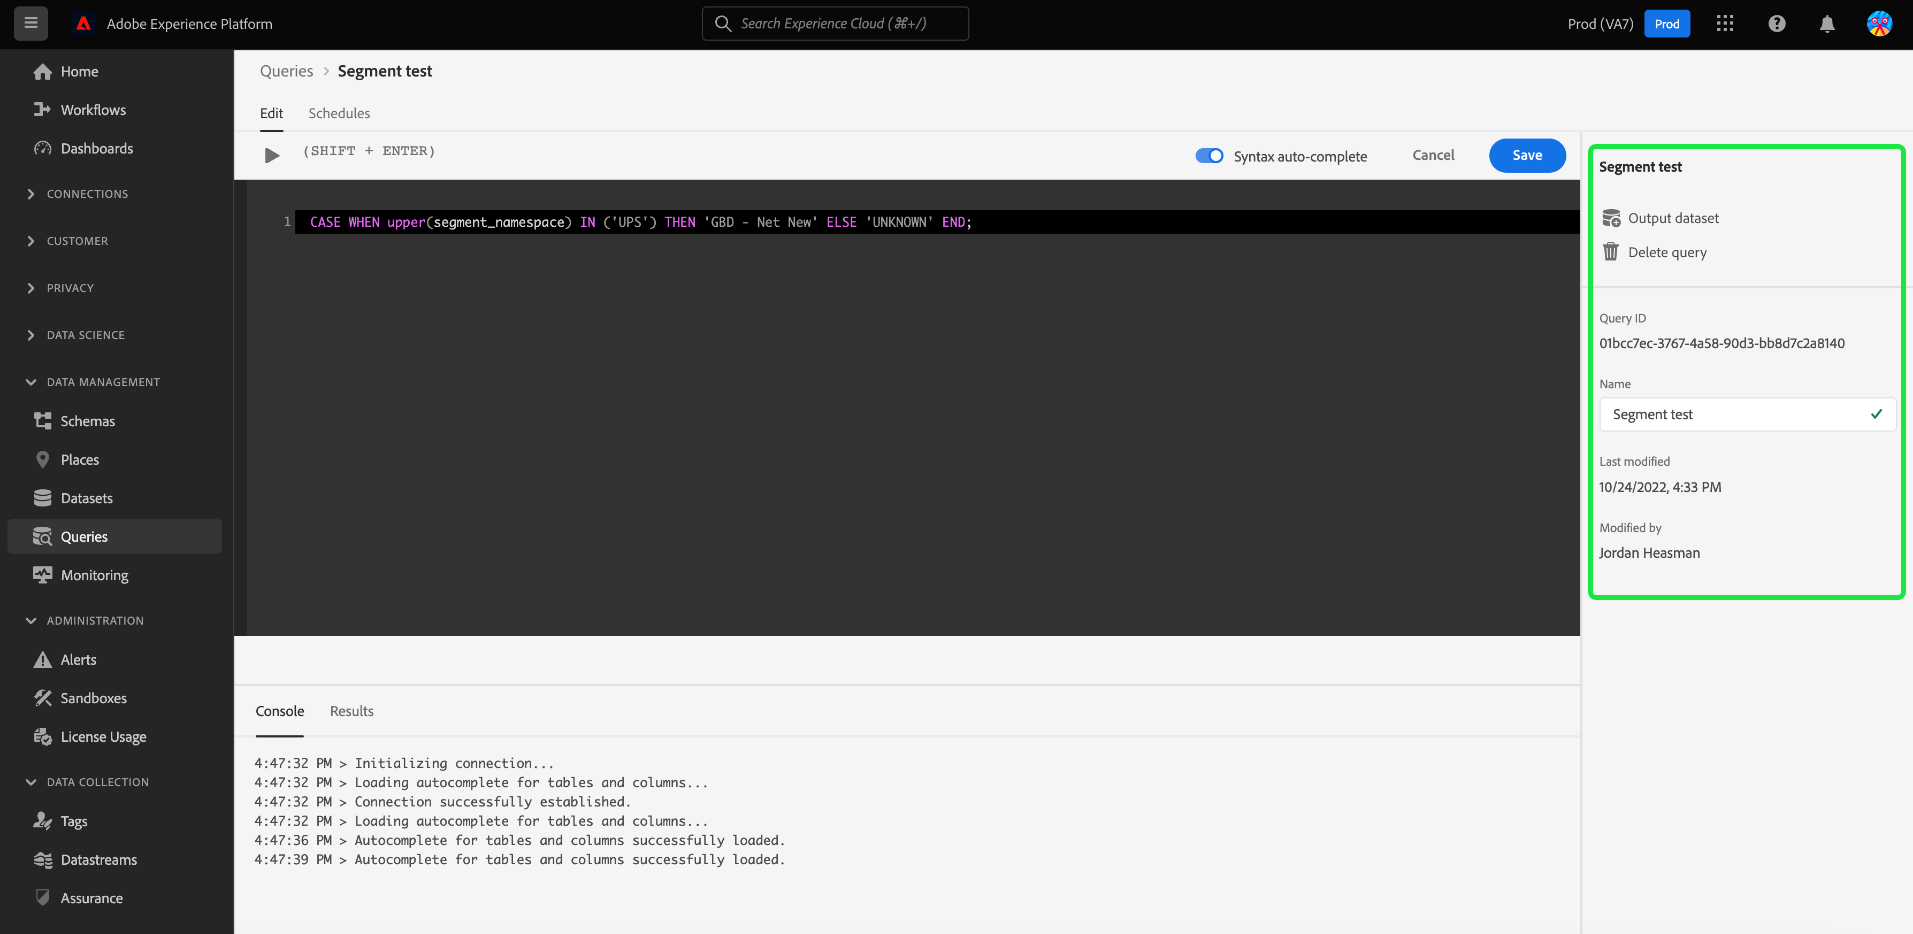 Adobe Experience Platform
Search Experience Cloud (⌘+/)
Prod (VA7)
Prod
Home
Workflows
Dashboards
CONNECTIONS
CUSTOMER
PRIVACY
DATA SCIENCE
DATA MANAGEMENT
Schemas
Places
Datasets
Queries
Monitoring
ADMINISTRATION
Alerts
Sandboxes
License Usage
DATA COLLECTION
Tags
Datastreams
Assurance
Queries > Segment test
Edit Schedules
(SHIFT + ENTER)
Syntax auto-complete
Cancel
Save
1 CASE WHEN upper(segment_namespace) IN ('UPS') THEN 'GBD - Net New' ELSE 'UNKNOWN' END;
Console Results
4:47:32 PM > Initializing connection...
4:47:32 PM > Loading autocomplete for tables and columns...
4:47:32 PM > Connection successfully established.
4:47:32 PM > Loading autocomplete for tables and columns...
4:47:36 PM > Autocomplete for tables and columns successfully loaded.
4:47:39 PM > Autocomplete for tables and columns successfully loaded.
Segment test
Output dataset
Delete query
Query ID
01bcc7ec-3767-4a58-90d3-bb8d7c2a8140
Name
Segment test
Last modified
10/24/2022, 4:33 PM
Modified by
Jordan Heasman